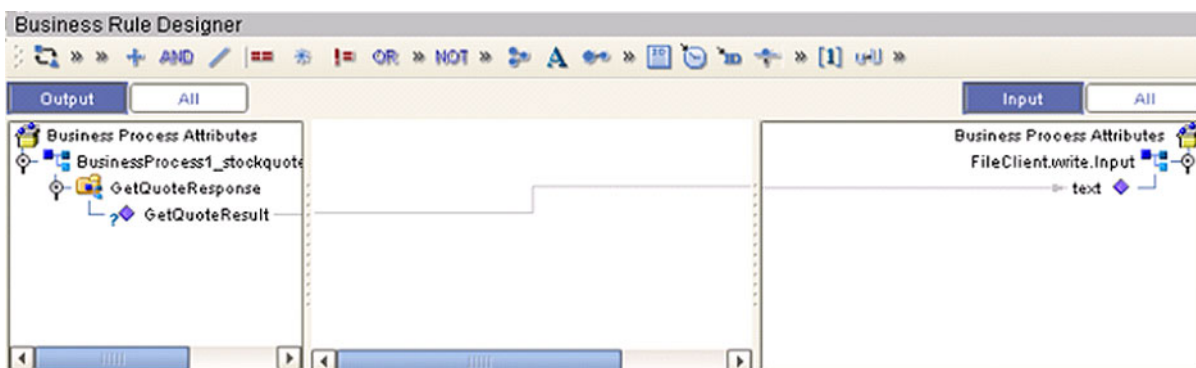 Business Rule Designer
» » AND == != OR » NOT » A » » [1] »
Output All Input All
Business Process Attributes
BusinessProcess1_stockquote
GetQuoteResponse
? GetQuoteResult
Business Process Attributes
FileClient.write.Input
text